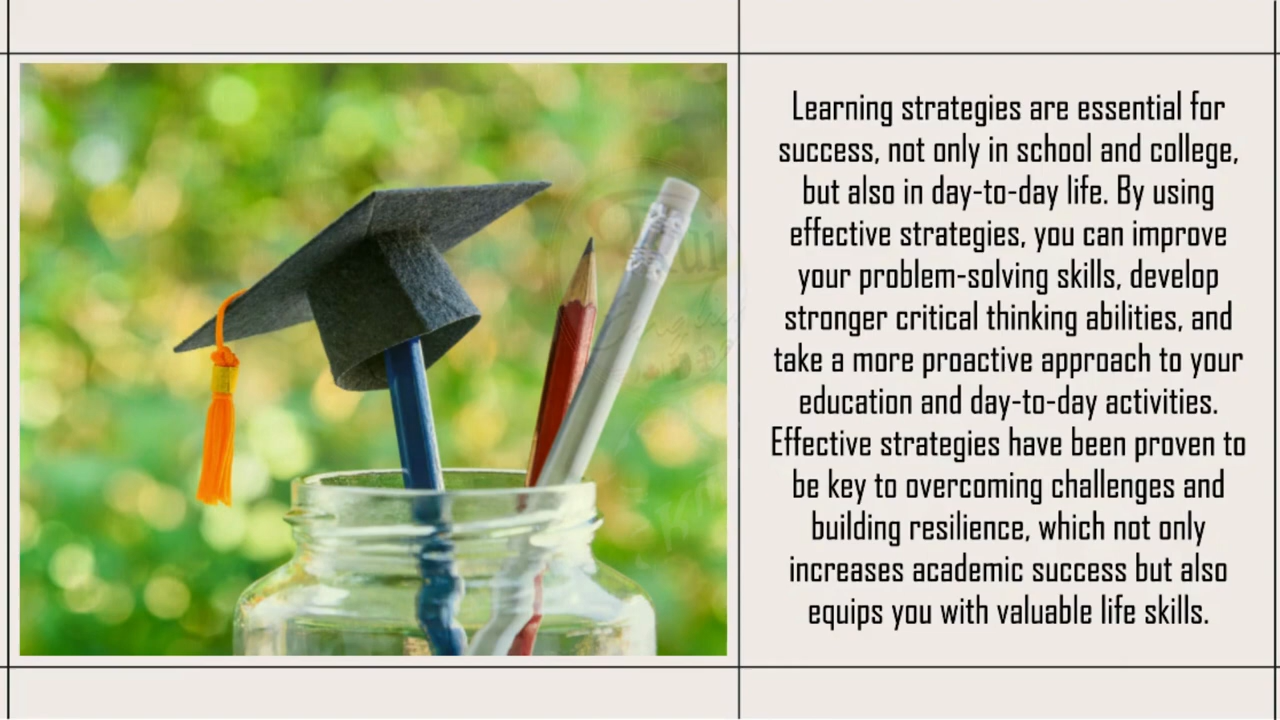 Learning strategies are essential for
success, not only in school and college,
but also in day-to-day life. By using
effective strategies, you can improve
your problem-solving skills, develop
stronger critical thinking abilities, and
take a more proactive approach to your
education and day-to-day activities.
Effective strategies have been proven to
be key to overcoming challenges and
building resilience, which not only
increases academic success but also
equips you with valuable life skills.